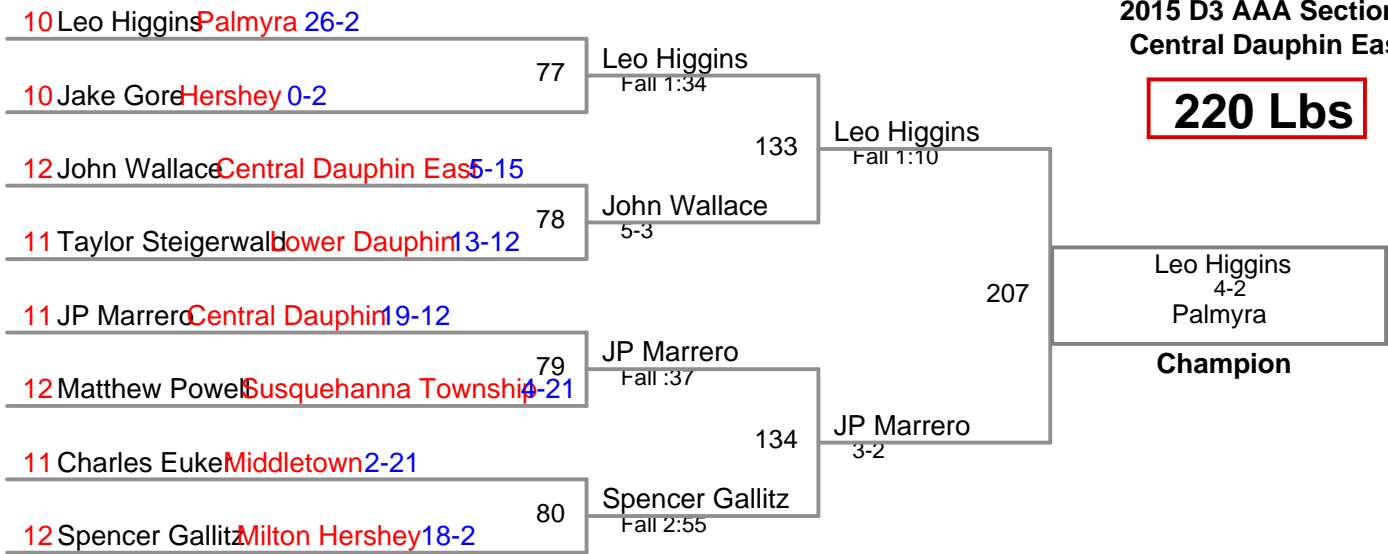 2015 D3 AAA Section
Central Dauphin Eas
220 Lbs
10 Leo Higgins Palmyra 26-2
77
Leo Higgins
Fall 1:34
10 Jake Gore Hershey 0-2
133
Leo Higgins
Fall 1:10
12 John Wallace Central Dauphin East 5-15
78
John Wallace
5-3
11 Taylor Steigerwald Lower Dauphin 13-12
207
Leo Higgins
4-2
Palmyra
Champion
11 JP Marrero Central Dauphin 19-12
79
JP Marrero
Fall :37
12 Matthew Powell Susquehanna Township 4-21
134
JP Marrero
3-2
11 Charles Euker Middletown 2-21
80
Spencer Gallitz
Fall 2:55
12 Spencer Gallitz Milton Hershey 18-2